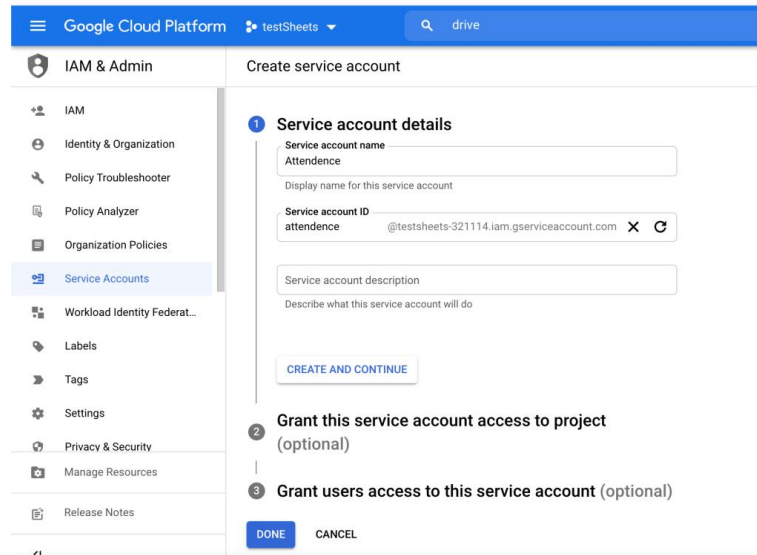 Google Cloud Platform testSheets drive
IAM & Admin
Create service account
IAM
Identity & Organization
Policy Troubleshooter
Policy Analyzer
Organization Policies
Service Accounts
Workload Identity Federat...
Labels
Tags
Settings
Privacy & Security
Manage Resources
Release Notes
1 Service account details
Service account name
Attendence
Display name for this service account
Service account ID
attendence @testsheets-321114.iam.gserviceaccount.com
Service account description
Describe what this service account will do
CREATE AND CONTINUE
2 Grant this service account access to project
(optional)
3 Grant users access to this service account (optional)
DONE CANCEL